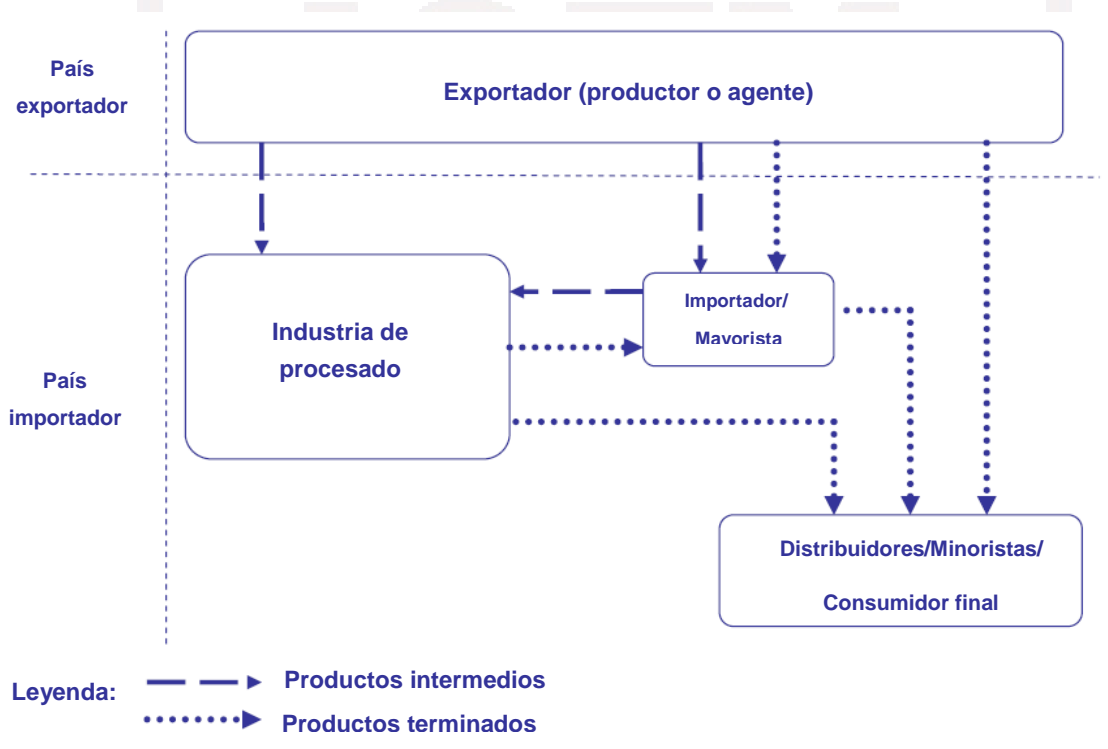 País
exportador
Exportador (productor o agente)
Industria de
procesado
Importador/
Mayorista
País
importador
Distribuidores/Minoristas/
Consumidor final
Leyenda:
Productos intermedios
Productos terminados